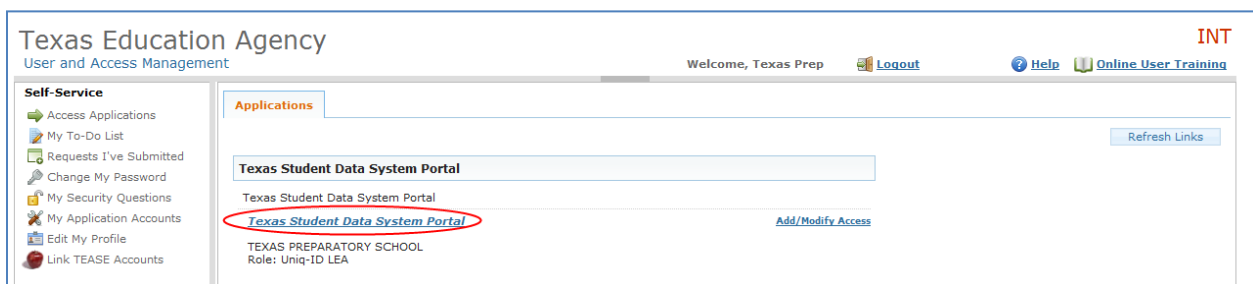 Texas Education Agency
INT
User and Access Management
Welcome, Texas Prep
Logout
Help
Online User Training
Self-Service
Access Applications
My To-Do List
Requests I've Submitted
Change My Password
My Security Questions
My Application Accounts
Edit My Profile
Link TEASE Accounts
Applications
Refresh Links
Texas Student Data System Portal
Texas Student Data System Portal
Texas Student Data System Portal
Add/Modify Access
TEXAS PREPARATORY SCHOOL
Role: Uniq-ID LEA